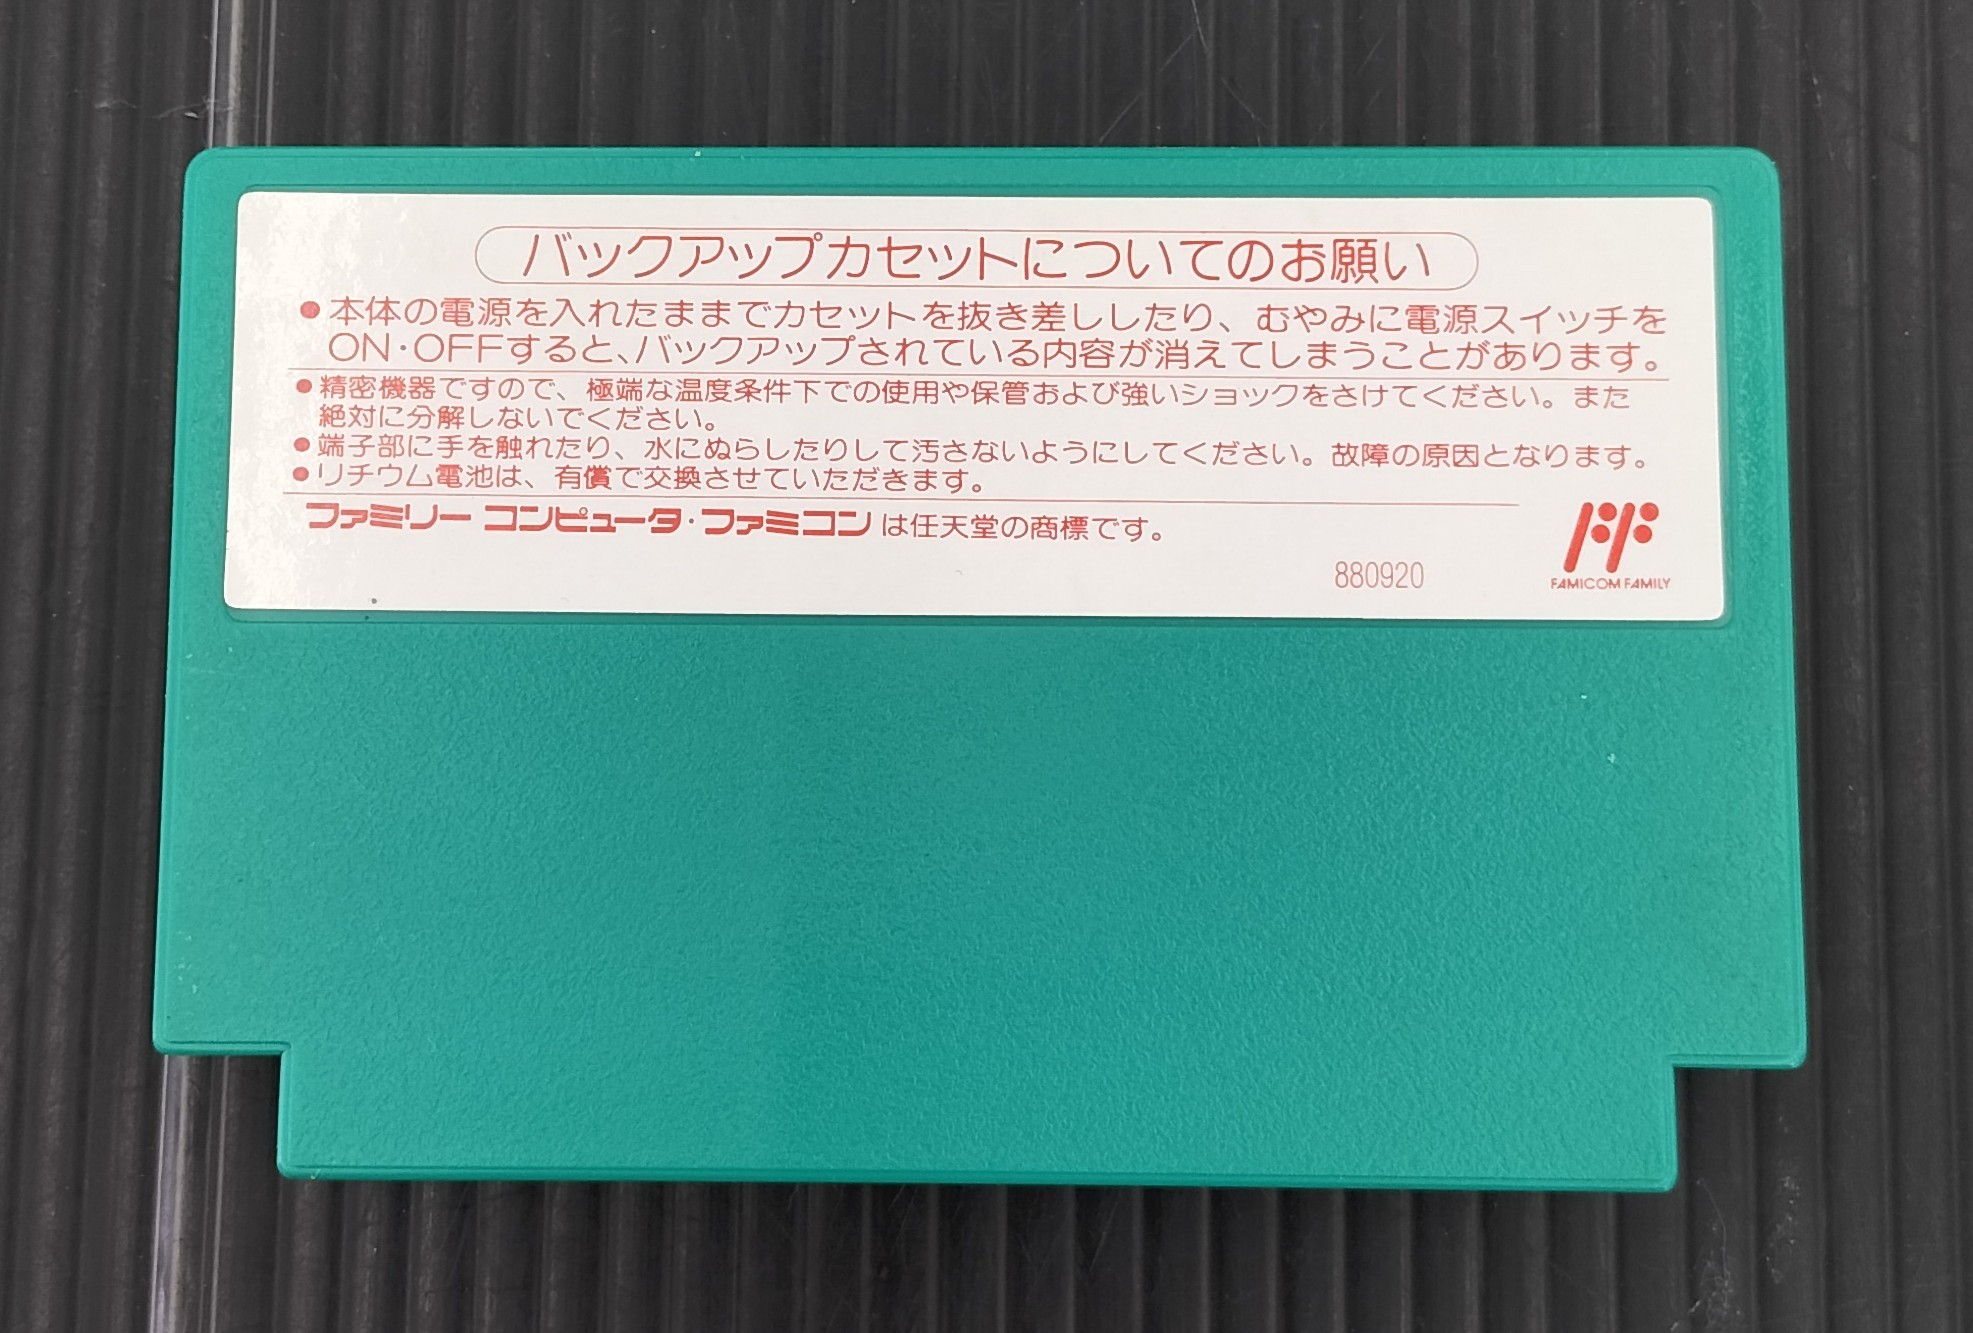 バックアップカセットについてのお願い
●本体の電源を入れたままでカセットを抜き差ししたり、むやみに電源スイッチを
ON・OFFすると、バックアップされている内容が消えてしまうことがあります。
●精密機器ですので、極端な温度条件下での使用や保管および強いショックをさけてください。また
絶対に分解しないでください。
●端子部に手を触れたり、水にぬらしたりして汚さないようにしてください。故障の原因となります。
●リチウム電池は、有償で交換させていただきます。
ファミリーコンピュータ・ファミコンは任天堂の商標です。
880920
FAMICOM FAMILY